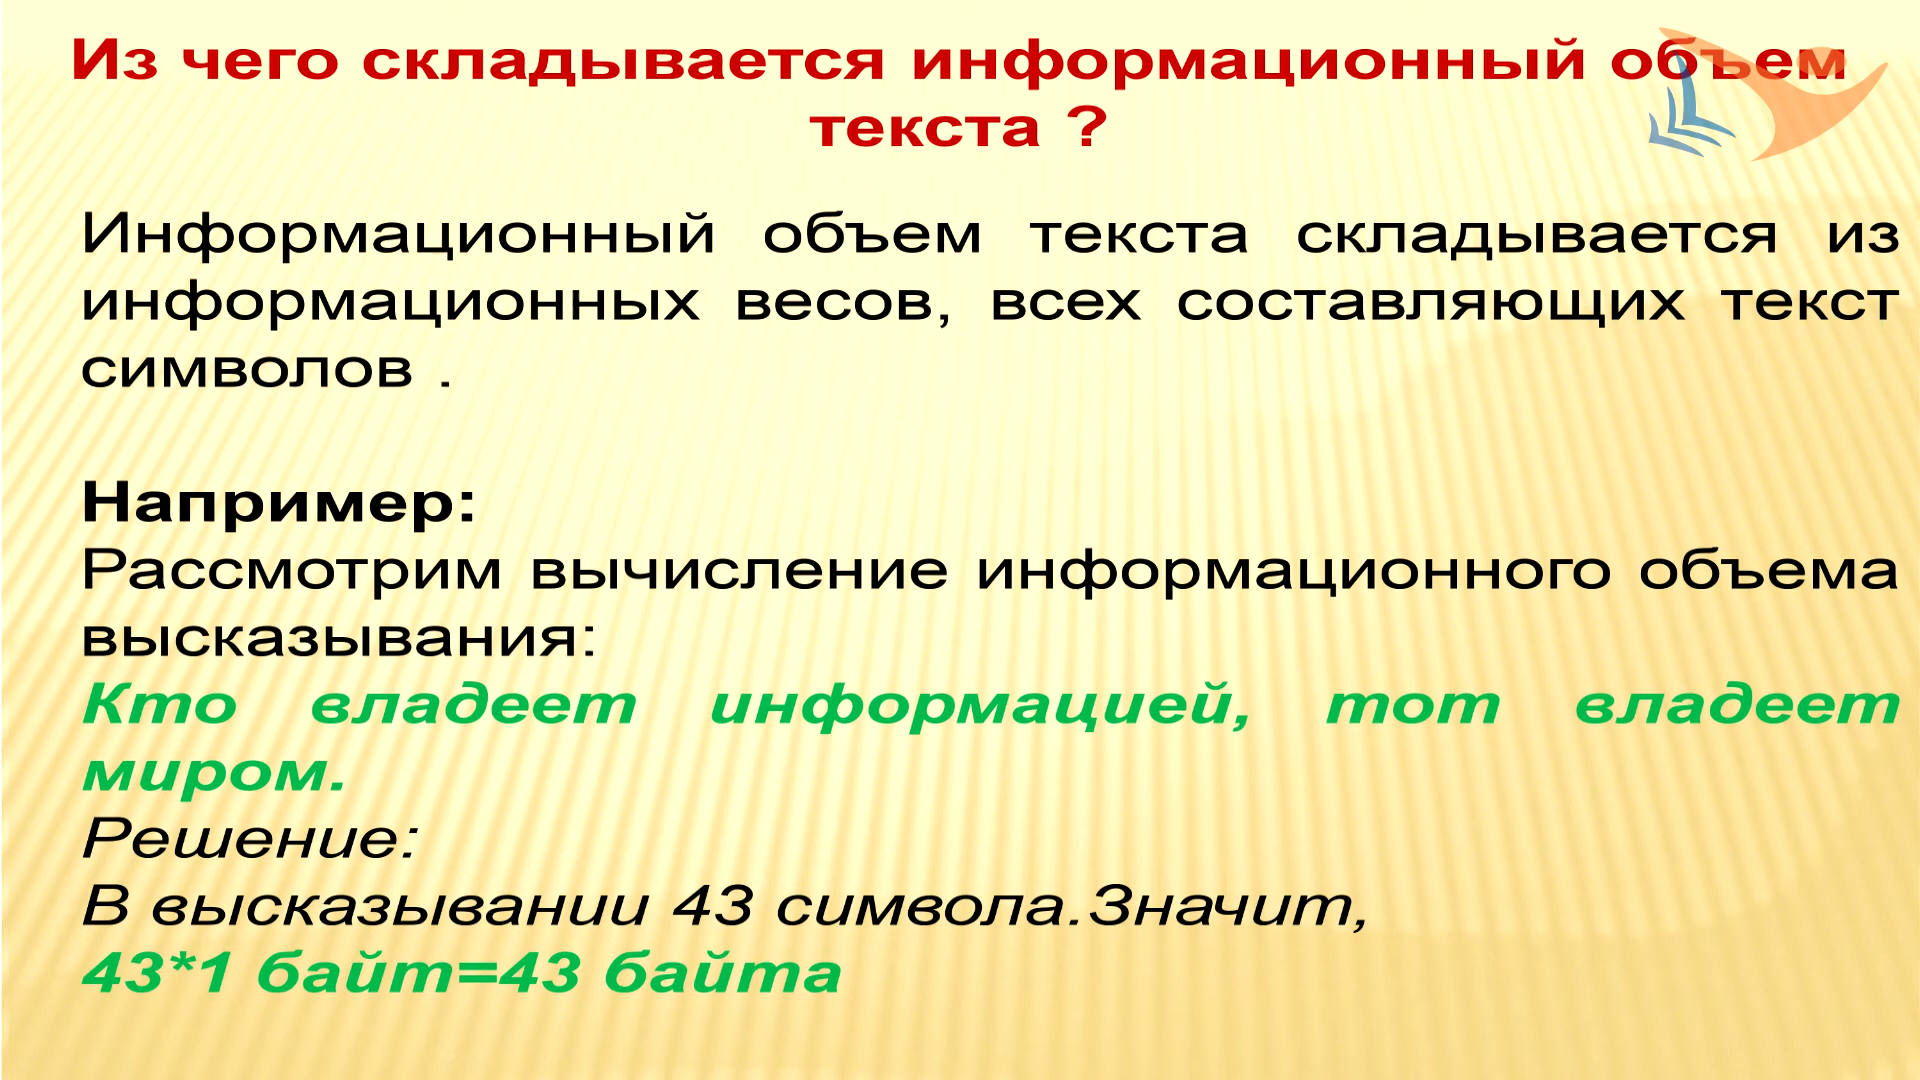 Из чего складывается информационный объем
текста ?
Информационный объем текста складывается из
информационных весов, всех составляющих текст
символов .
Например:
Рассмотрим вычисление информационного объема
высказывания:
Кто владеет информацией, тот владеет
миром.
Решение:
В высказывании 43 символа.Значит,
43*1 байт=43 байта